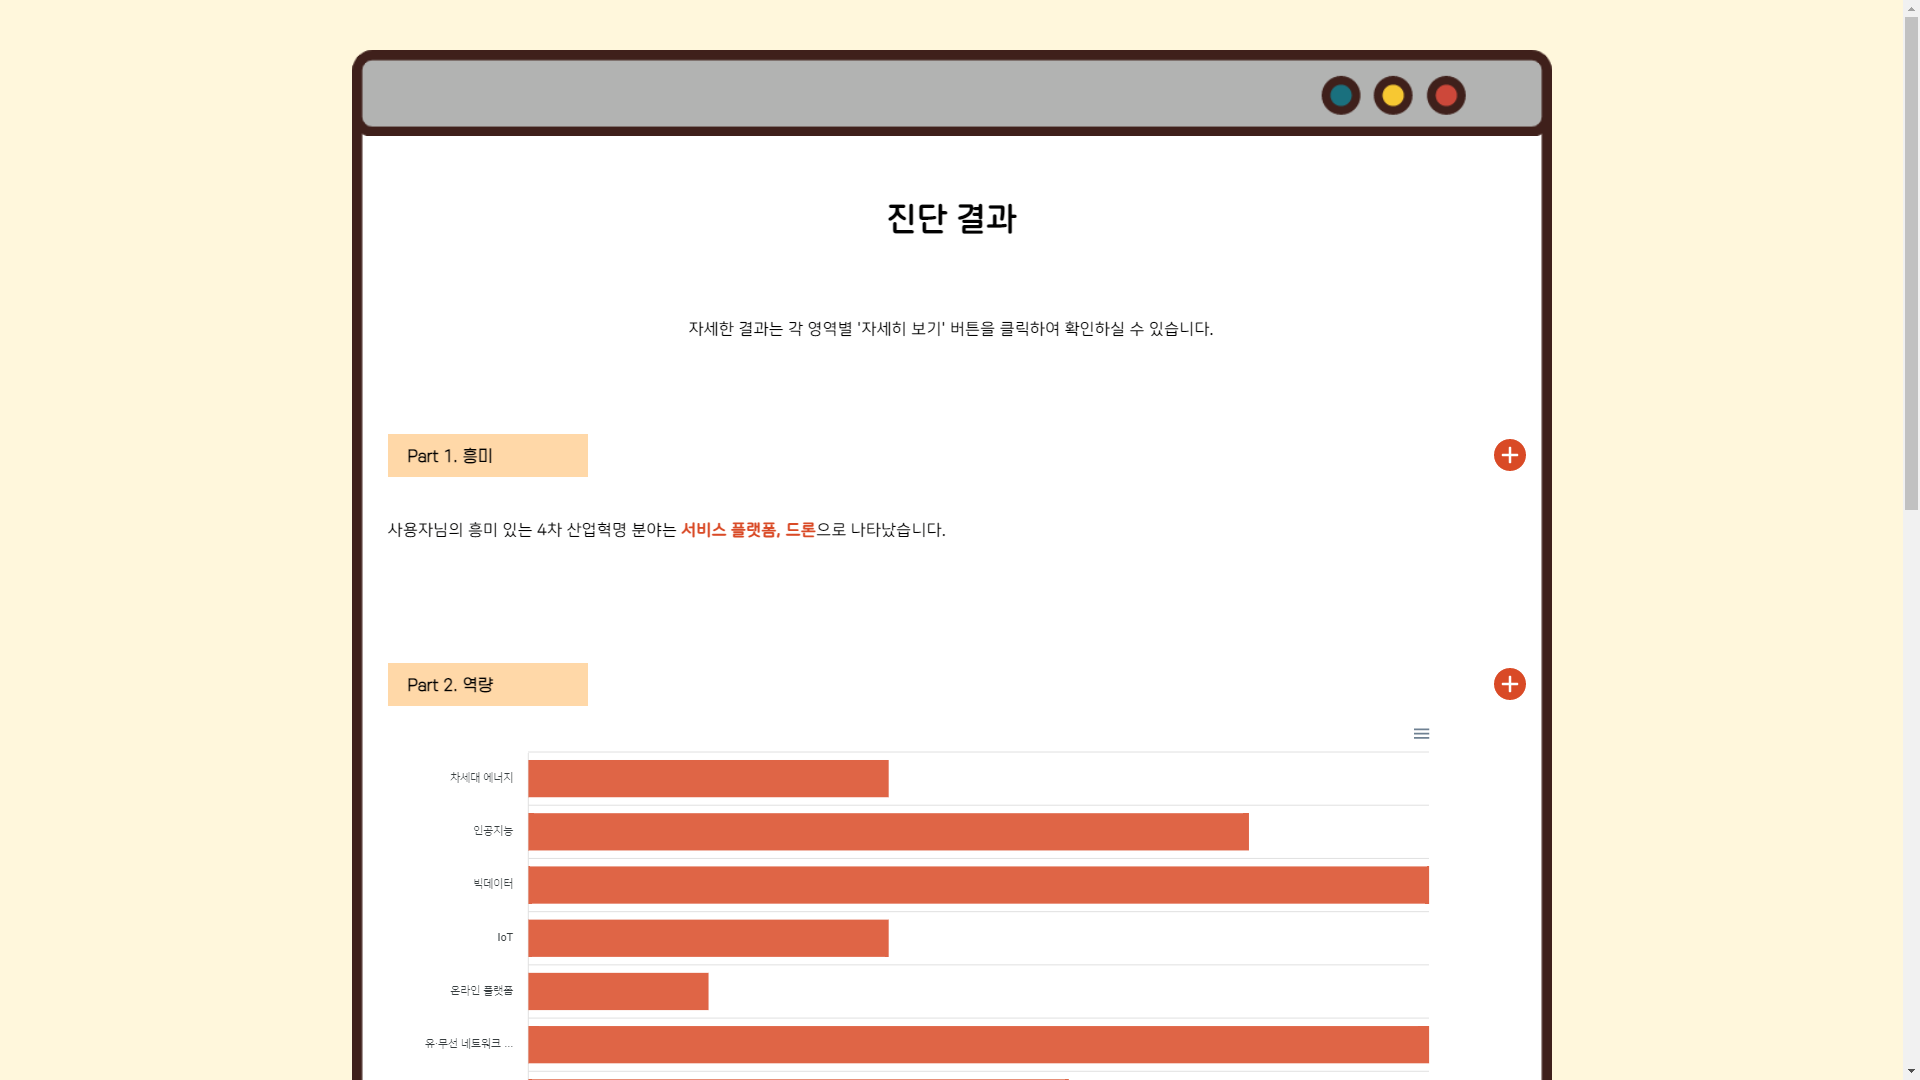 진단 결과
자세한 결과는 각 영역별 '자세히 보기' 버튼을 클릭하여 확인하실 수 있습니다.
Part 1. 흥미
사용자님의 흥미 있는 4차 산업혁명 분야는 서비스 플랫폼, 드론으로 나타났습니다.
Part 2. 역량
차세대 에너지
인공지능
빅데이터
IoT
온라인 플랫폼
유·무선 네트워크 ...